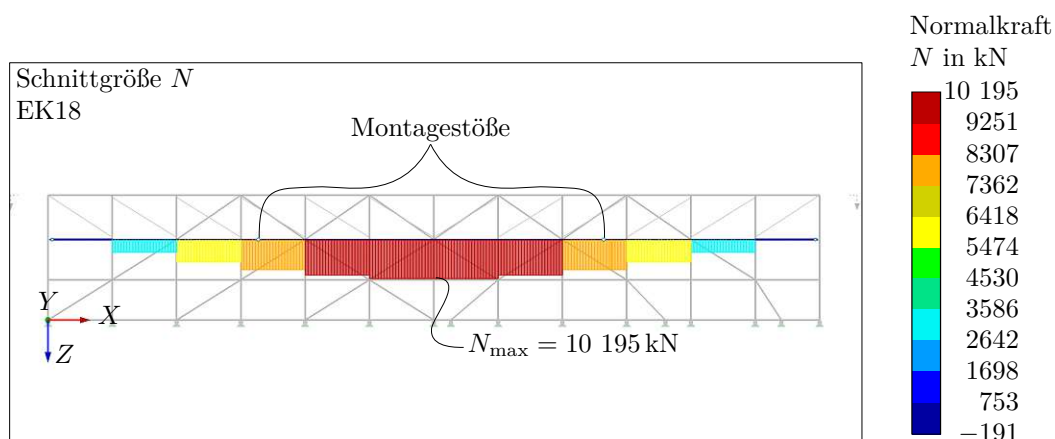 Schnittgröße N
EK18
Montagestöße
Y
X
Z
N_max = 10 195 kN
Normalkraft
N in kN
10 195
9251
8307
7362
6418
5474
4530
3586
2642
1698
753
−191